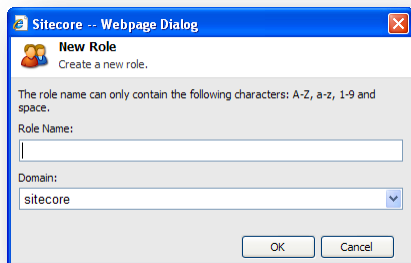 Sitecore -- Webpage Dialog
New Role
Create a new role.
The role name can only contain the following characters: A-Z, a-z, 1-9 and
space.
Role Name:
Domain:
sitecore
OK Cancel